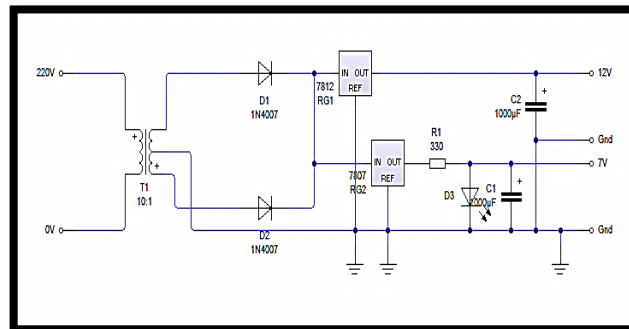 220V
D1
1N4007
IN OUT
REF
7812
RG1
12V
C2
1000µF
+
Gnd
+
+
T1
10:1
IN OUT
REF
7807
RG2
R1
330
7V
D3
C1
+
0V
D2
1N4007
Gnd